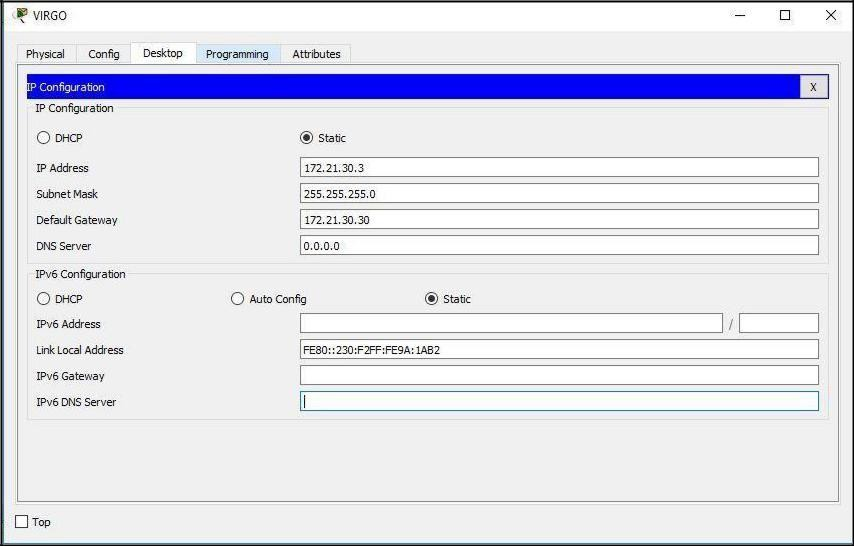 VIRGO
Physical Config Desktop Programming Attributes
IP Configuration X
IP Configuration
DHCP Static
IP Address 172.21.30.3
Subnet Mask 255.255.255.0
Default Gateway 172.21.30.30
DNS Server 0.0.0.0
IPv6 Configuration
DHCP Auto Config Static
IPv6 Address /
Link Local Address FE80::230:F2FF:FE9A:1AB2
IPv6 Gateway
IPv6 DNS Server
Top